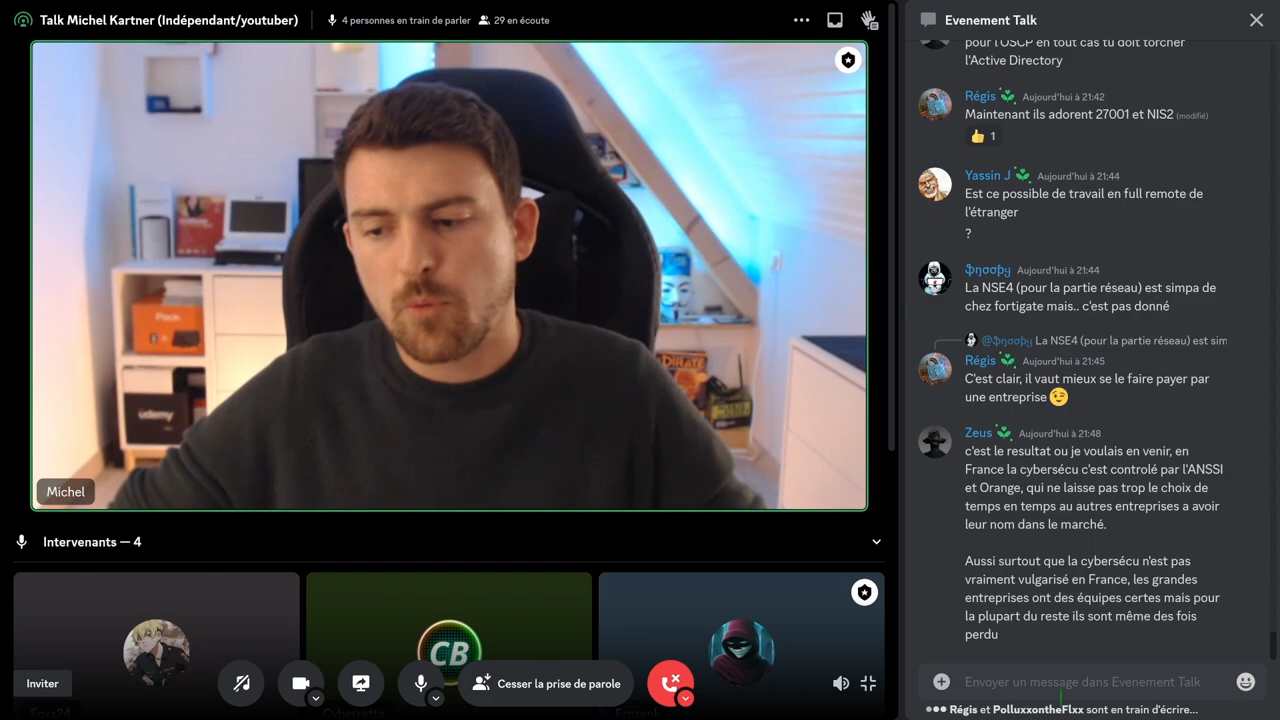 Talk Michel Kartner (Indépendant/youtuber)
4 personnes en train de parler
29 en écoute
Evenement Talk
pour l'OSCP en tout cas tu doit torcher
l'Active Directory
Régis Aujourd'hui à 21:42
Maintenant ils adorent 27001 et NIS2 (modifié)
👍 1
Yassin J Aujourd'hui à 21:44
Est ce possible de travail en full remote de
l'étranger
?
Aujourd'hui à 21:44
La NSE4 (pour la partie réseau) est simpa de
chez fortigate mais.. c'est pas donné
La NSE4 (pour la partie réseau) est sim
Régis Aujourd'hui à 21:45
C'est clair, il vaut mieux se le faire payer par
une entreprise 😉
Zeus Aujourd'hui à 21:48
c'est le resultat ou je voulais en venir, en
France la cybersécu c'est controlé par l'ANSSI
et Orange, qui ne laisse pas trop le choix de
temps en temps au autres entreprises a avoir
leur nom dans le marché.
Aussi surtout que la cybersécu n'est pas
vraiment vulgarisé en France, les grandes
entreprises ont des équipes certes mais pour
la plupart du reste ils sont même des fois
perdu
Envoyer un message dans Evenement Talk
Régis et PolluxxontheFlxx sont en train d'écrire...
PIRATE
udemy
Michel
Intervenants — 4
CB
Inviter
Cesser la prise de parole